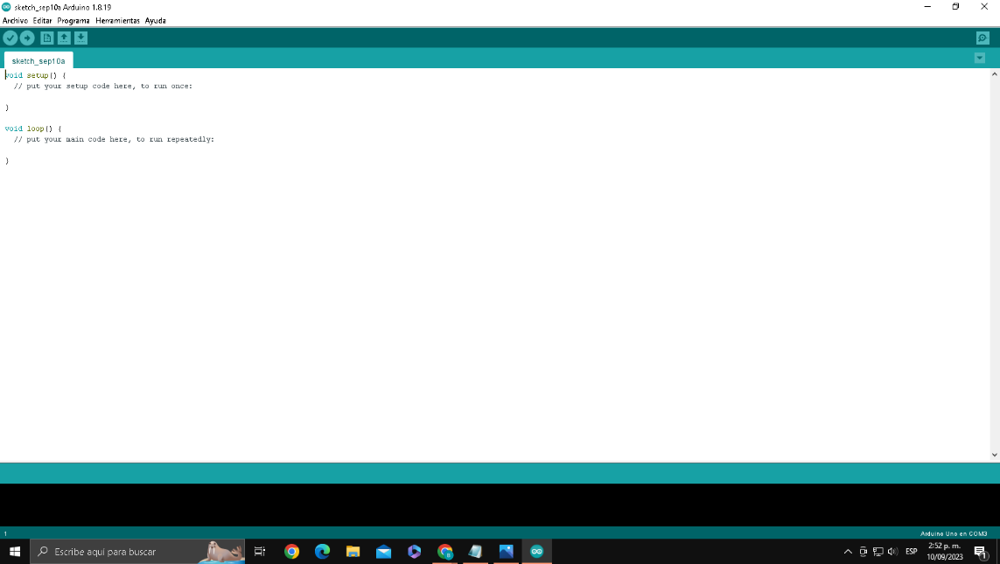 sketch_sep10a Arduino 1.8.19
Archivo Editar Programa Herramientas Ayuda
sketch_sep10a
void setup() {
// put your setup code here, to run once:
}
void loop() {
// put your main code here, to run repeatedly:
}
1
Arduino Uno en COM3
Escribe aquí para buscar
ESP
2:52 p. m.
10/09/2023
1